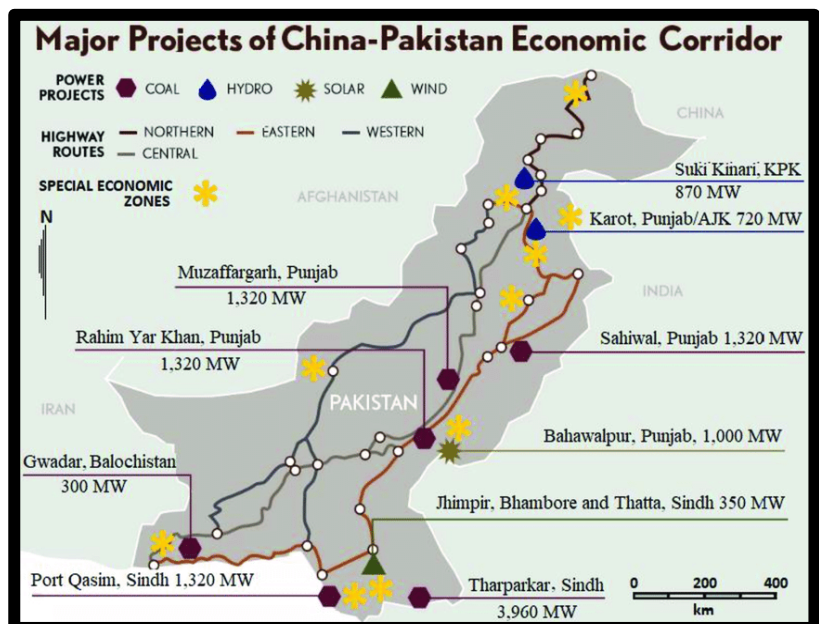 Major Projects of China-Pakistan Economic Corridor
POWER PROJECTS
COAL
HYDRO
SOLAR
WIND
HIGHWAY ROUTES
NORTHERN
EASTERN
WESTERN
CENTRAL
SPECIAL ECONOMIC ZONES
N
CHINA
AFGHANISTAN
Suki Kinari, KPK
870 MW
Karot, Punjab/AJK 720 MW
Muzaffargarh, Punjab
1,320 MW
INDIA
Rahim Yar Khan, Punjab
1,320 MW
Sahiwal, Punjab 1,320 MW
IRAN
PAKISTAN
Bahawalpur, Punjab, 1,000 MW
Gwadar, Balochistan
300 MW
Jhimpir, Bhambore and Thatta, Sindh 350 MW
Port Qasim, Sindh 1,320 MW
Tharparkar, Sindh
3,960 MW
0 200 400
km